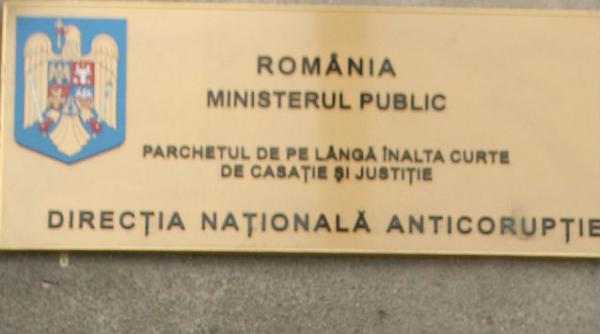 ROMÂNIA
MINISTERUL PUBLIC
PARCHETUL DE PE LÂNGĂ ÎNALTA CURTE
DE CASAȚIE ȘI JUSTIȚIE
DIRECȚIA NAȚIONALĂ ANTICORUPȚIE